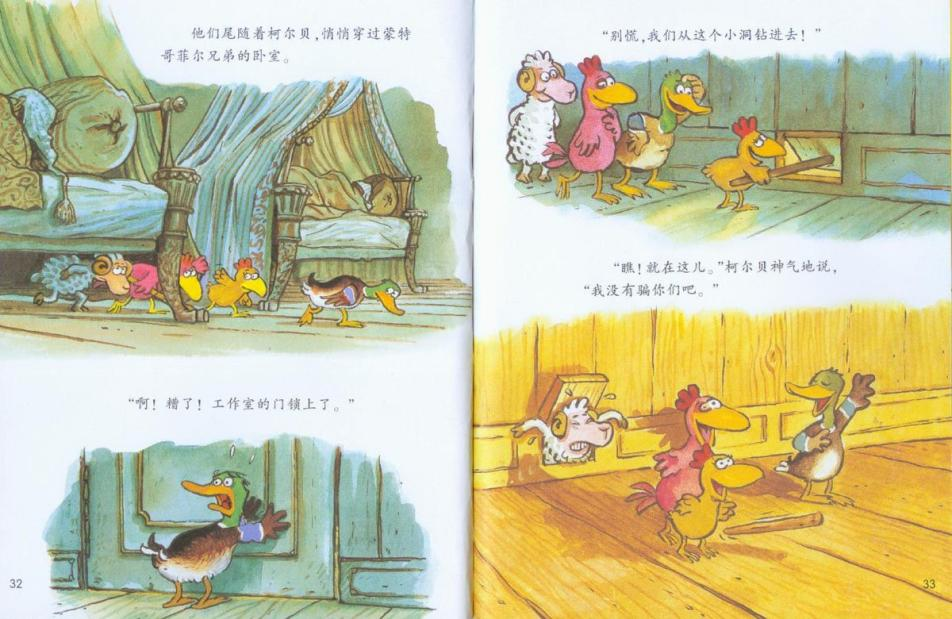 他们尾随着柯尔贝，悄悄穿过蒙特
哥菲尔兄弟的卧室。
“啊！糟了！工作室的门锁上了。”
32
“别慌，我们从这个小洞钻进去！”
“瞧！就在这儿。”柯尔贝神气地说，
“我没有骗你们吧。”
33